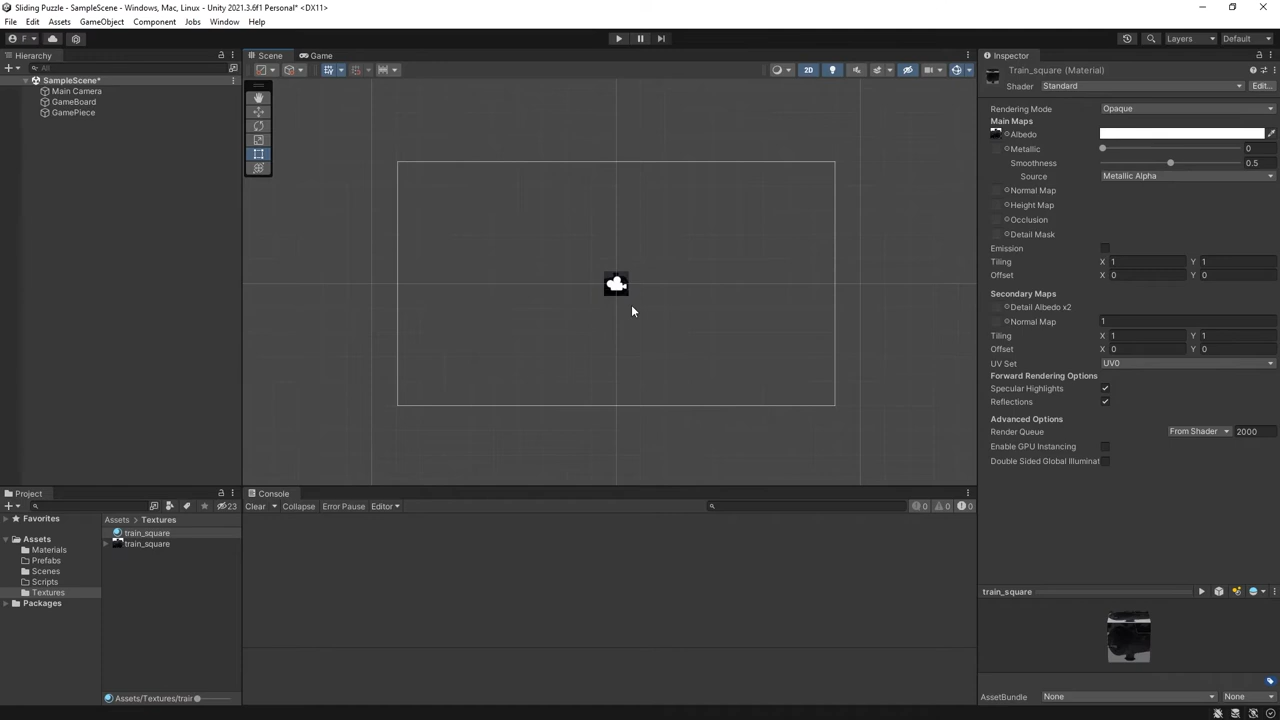 Sliding Puzzle - SampleScene - Windows, Mac, Linux - Unity 2021.3.6f1 Personal* <DX11>
File Edit Assets GameObject Component Jobs Window Help
F Layers Default
Hierarchy
All
SampleScene*
Main Camera
GameBoard
GamePiece
Scene Game
2D
Inspector
Train_square (Material)
Shader Standard Edit...
Rendering Mode Opaque
Main Maps
Albedo
Metallic 0
Smoothness 0.5
Source Metallic Alpha
Normal Map
Height Map
Occlusion
Detail Mask
Emission
Tiling X 1 Y 1
Offset X 0 Y 0
Secondary Maps
Detail Albedo x2
Normal Map 1
Tiling X 1 Y 1
Offset X 0 Y 0
UV Set UV0
Forward Rendering Options
Specular Highlights
Reflections
Advanced Options
Render Queue From Shader 2000
Enable GPU Instancing
Double Sided Global Illuminat
Project
23
Favorites
Assets
Materials
Prefabs
Scenes
Scripts
Textures
Packages
Assets > Textures
train_square
train_square
Assets/Textures/trair
Console
Clear Collapse Error Pause Editor
0 0 0
train_square
AssetBundle None None